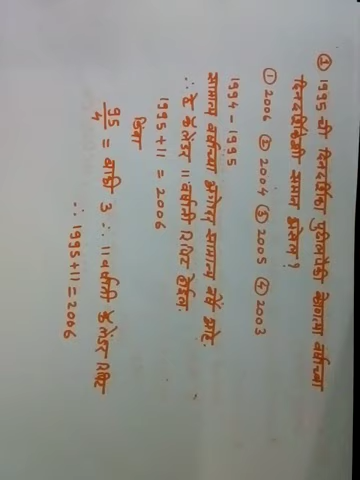 ① 1995 ची दिनदर्शिका पुढीलपैकी कोणत्या वर्षाच्या
दिनदर्शिकेशी समान असेल ?
① 2006 ② 2004 ③ 2005 ④ 2003
1994 - 1995
सामान्य वर्षाच्या अगोदर सामान्य वर्ष आहे.
∴ हे कॅलेंडर 11 वर्षांनी रिपिट होईल.
1995 + 11 = 2006
किंवा
95/4 = बाकी 3 ∴ 11 वर्षांनी कॅलेंडर रिपिट
∴ 1995 + 11 = 2006